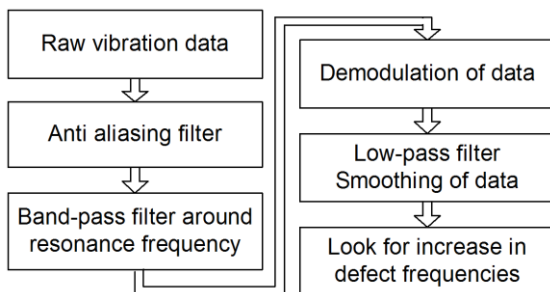 Raw vibration data
Anti aliasing filter
Band-pass filter around
resonance frequency
Demodulation of data
Low-pass filter
Smoothing of data
Look for increase in
defect frequencies